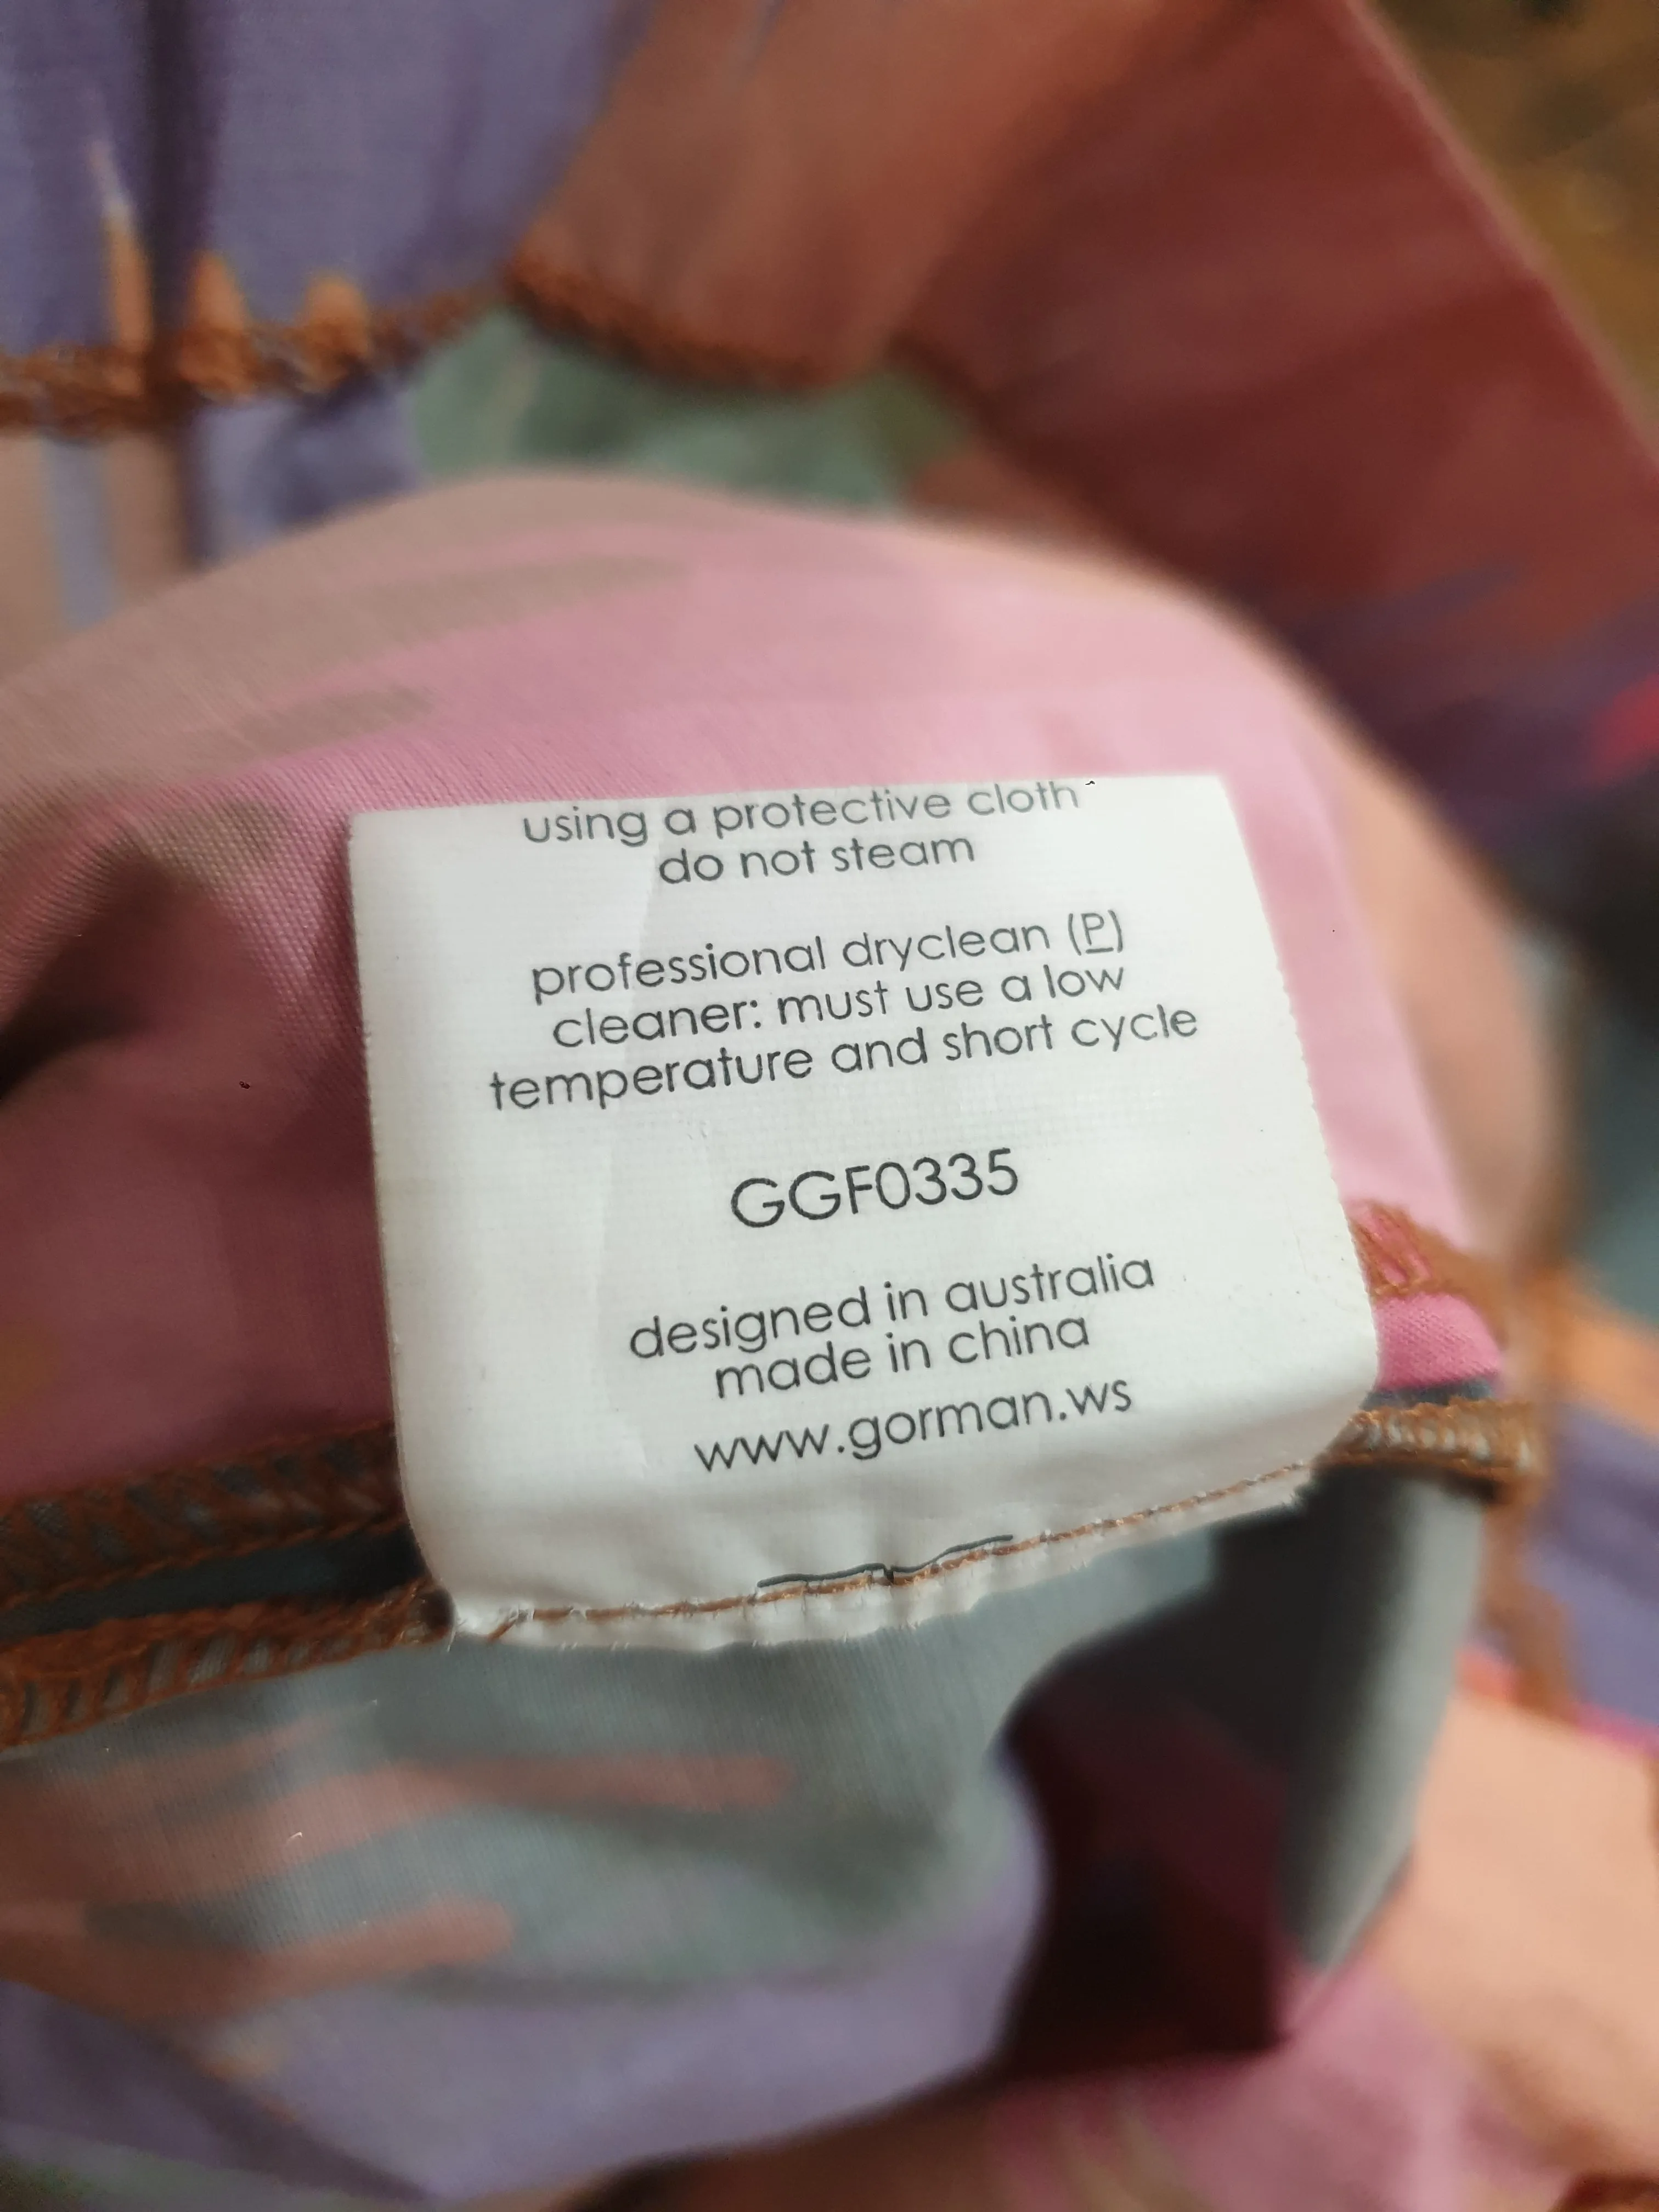 using a protective cloth
do not steam
professional dryclean (P)
cleaner: must use a low
temperature and short cycle
GGF0335
designed in australia
made in china
www.gorman.ws